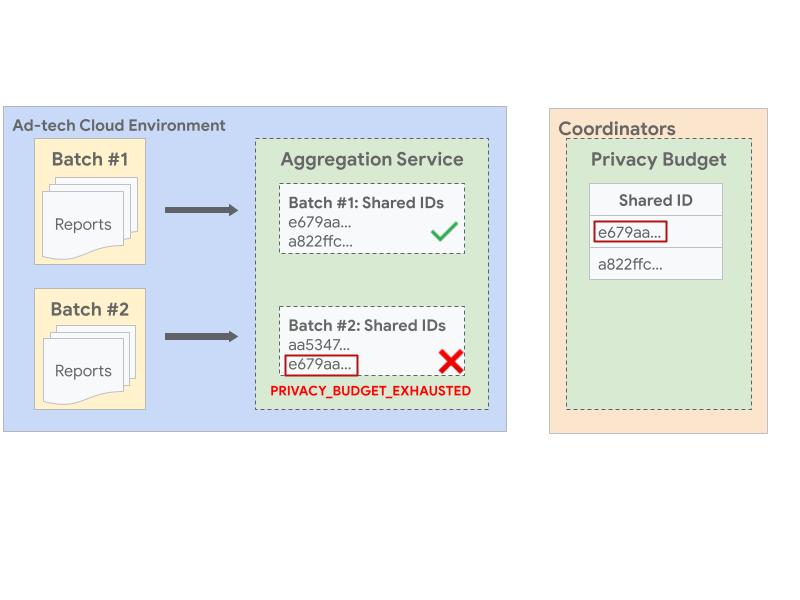 Ad-tech Cloud Environment
Batch #1
Reports
Batch #2
Reports
Aggregation Service
Batch #1: Shared IDs
e679aa...
a822ffc...
Batch #2: Shared IDs
aa5347...
e679aa...
PRIVACY_BUDGET_EXHAUSTED
Coordinators
Privacy Budget
Shared ID
e679aa...
a822ffc...